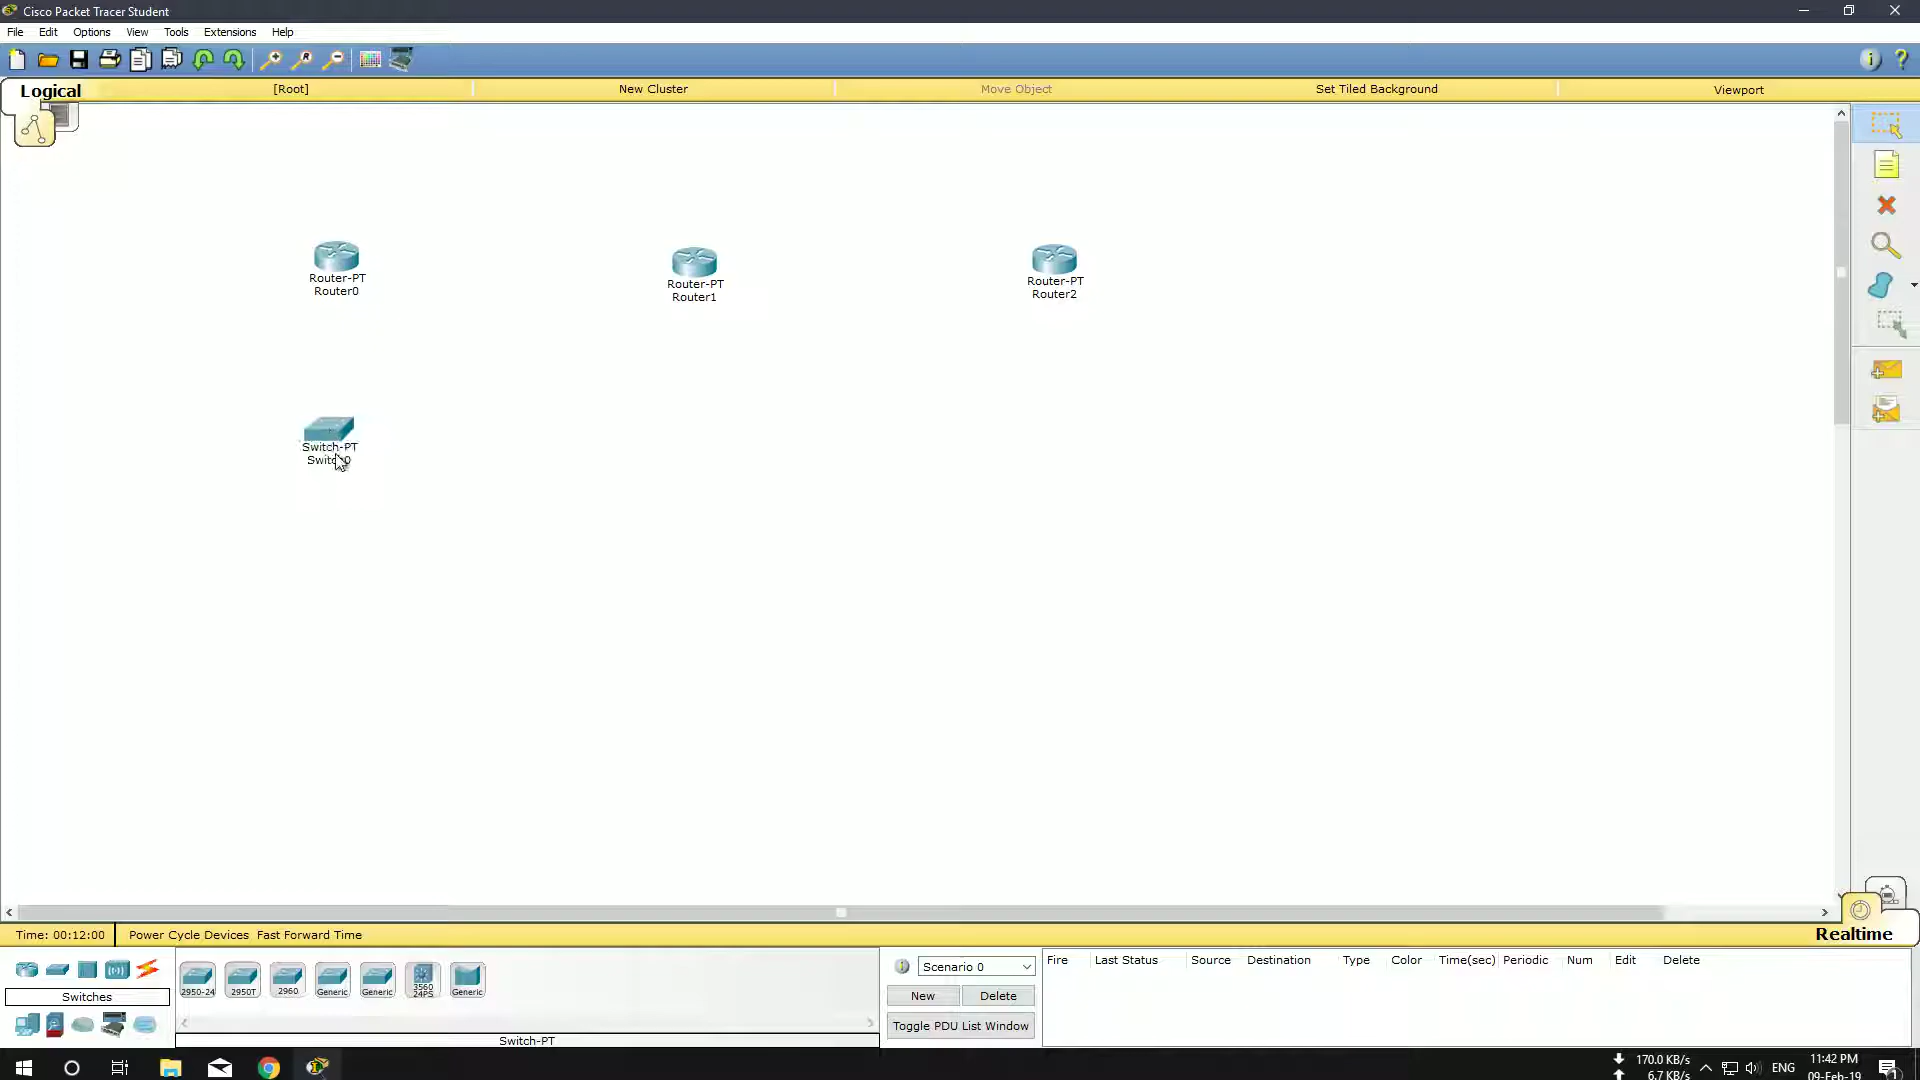 Cisco Packet Tracer Student
File Edit Options View Tools Extensions Help
Logical [Root] New Cluster Move Object Set Tiled Background Viewport
Router-PT
Router0
Router-PT
Router1
Router-PT
Router2
Switch-PT
Switch0
Time: 00:12:00 Power Cycle Devices Fast Forward Time
Realtime
Switches
2950-24 2950T 2960 Generic Generic 3560 24PS Generic
Switch-PT
Scenario 0
New Delete
Toggle PDU List Window
Fire Last Status Source Destination Type Color Time(sec) Periodic Num Edit Delete
170.0 KB/s
6.7 KB/s
ENG
11:42 PM
09-Feb-19